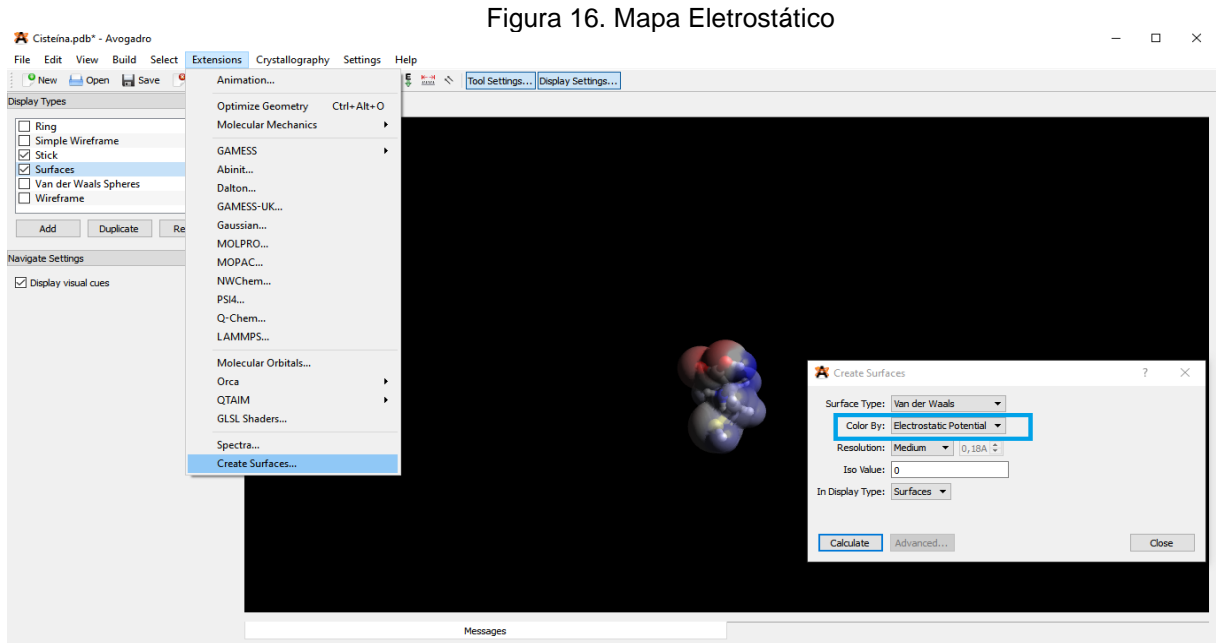 Figura 16. Mapa Eletrostático
Cisteína.pdb* - Avogadro
File Edit View Build Select Extensions Crystallography Settings Help
New Open Save Tool Settings... Display Settings...
Display Types
Ring
Simple Wireframe
Stick
Surfaces
Van der Waals Spheres
Wireframe
Add Duplicate Re
Navigate Settings
Display visual cues
Animation...
Optimize Geometry Ctrl+Alt+O
Molecular Mechanics
GAMESS
Abinit...
Dalton...
GAMESS-UK...
Gaussian...
MOLPRO...
MOPAC...
NWChem...
PSI4...
Q-Chem...
LAMMPS...
Molecular Orbitals...
Orca
QTAIM
GLSL Shaders...
Spectra...
Create Surfaces...
Create Surfaces ?
Surface Type: Van der Waals
Color By: Electrostatic Potential
Resolution: Medium 0,18Å
Iso Value: 0
In Display Type: Surfaces
Calculate Advanced... Close
Messages